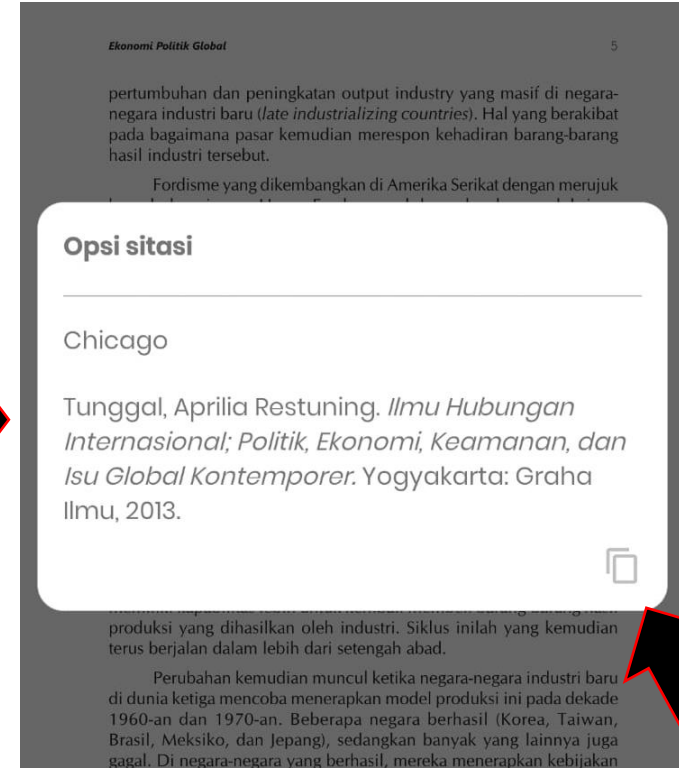 Ekonomi Politik Global 5
pertumbuhan dan peningkatan output industry yang masif di negara-
negara industri baru (late industrializing countries). Hal yang berakibat
pada bagaimana pasar kemudian merespon kehadiran barang-barang
hasil industri tersebut.
Fordisme yang dikembangkan di Amerika Serikat dengan merujuk
Opsi sitasi
Chicago
Tunggal, Aprilia Restuning. Ilmu Hubungan
Internasional; Politik, Ekonomi, Keamanan, dan
Isu Global Kontemporer. Yogyakarta: Graha
Ilmu, 2013.
produksi yang dihasilkan oleh industri. Siklus inilah yang kemudian
terus berjalan dalam lebih dari setengah abad.
Perubahan kemudian muncul ketika negara-negara industri baru
di dunia ketiga mencoba menerapkan model produksi ini pada dekade
1960-an dan 1970-an. Beberapa negara berhasil (Korea, Taiwan,
Brasil, Meksiko, dan Jepang), sedangkan banyak yang lainnya juga
gagal. Di negara-negara yang berhasil, mereka menerapkan kebijakan